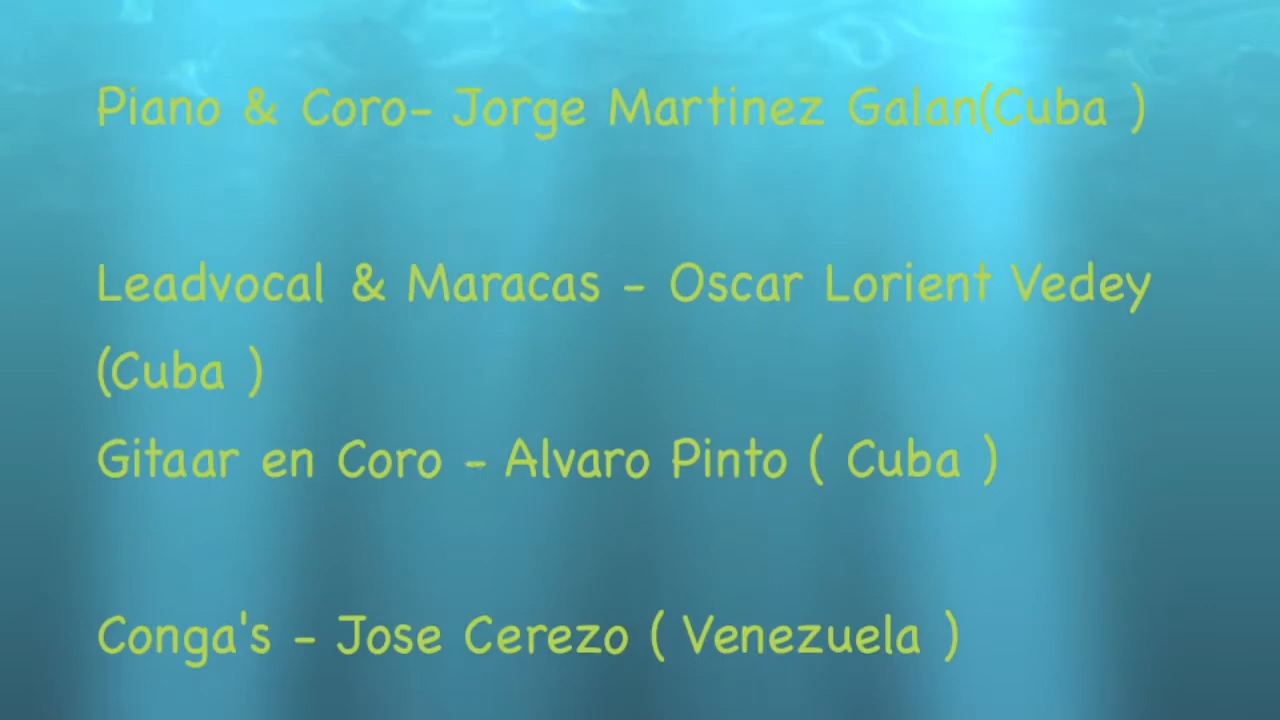 Piano & Coro- Jorge Martinez Galan(Cuba )
Leadvocal & Maracas - Oscar Lorient Vedey
(Cuba )
Gitaar en Coro - Alvaro Pinto ( Cuba )
Conga's - Jose Cerezo ( Venezuela )